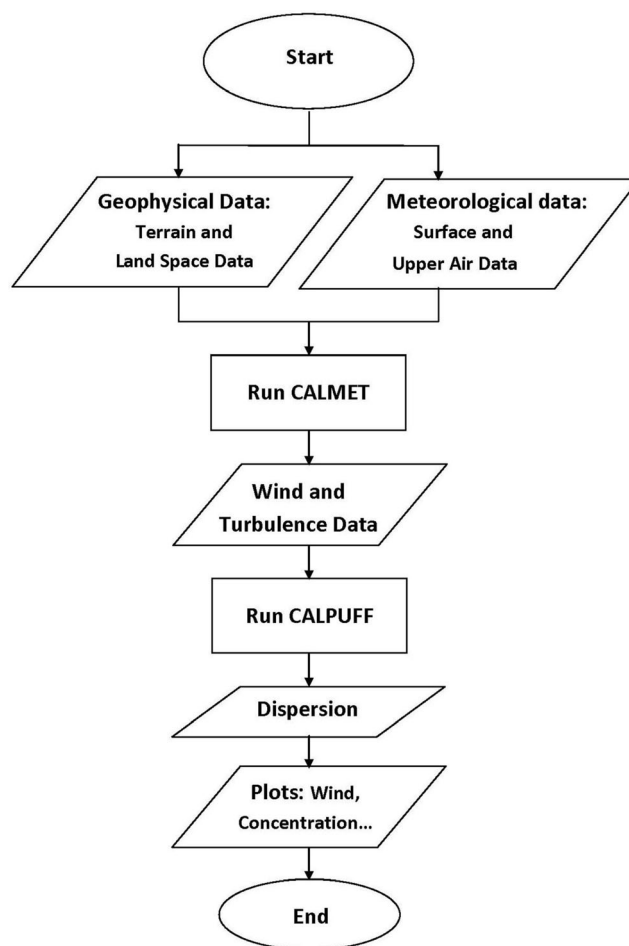 Start
Geophysical Data:
Terrain and
Land Space Data
Meteorological data:
Surface and
Upper Air Data
Run CALMET
Wind and
Turbulence Data
Run CALPUFF
Dispersion
Plots: Wind,
Concentration...
End